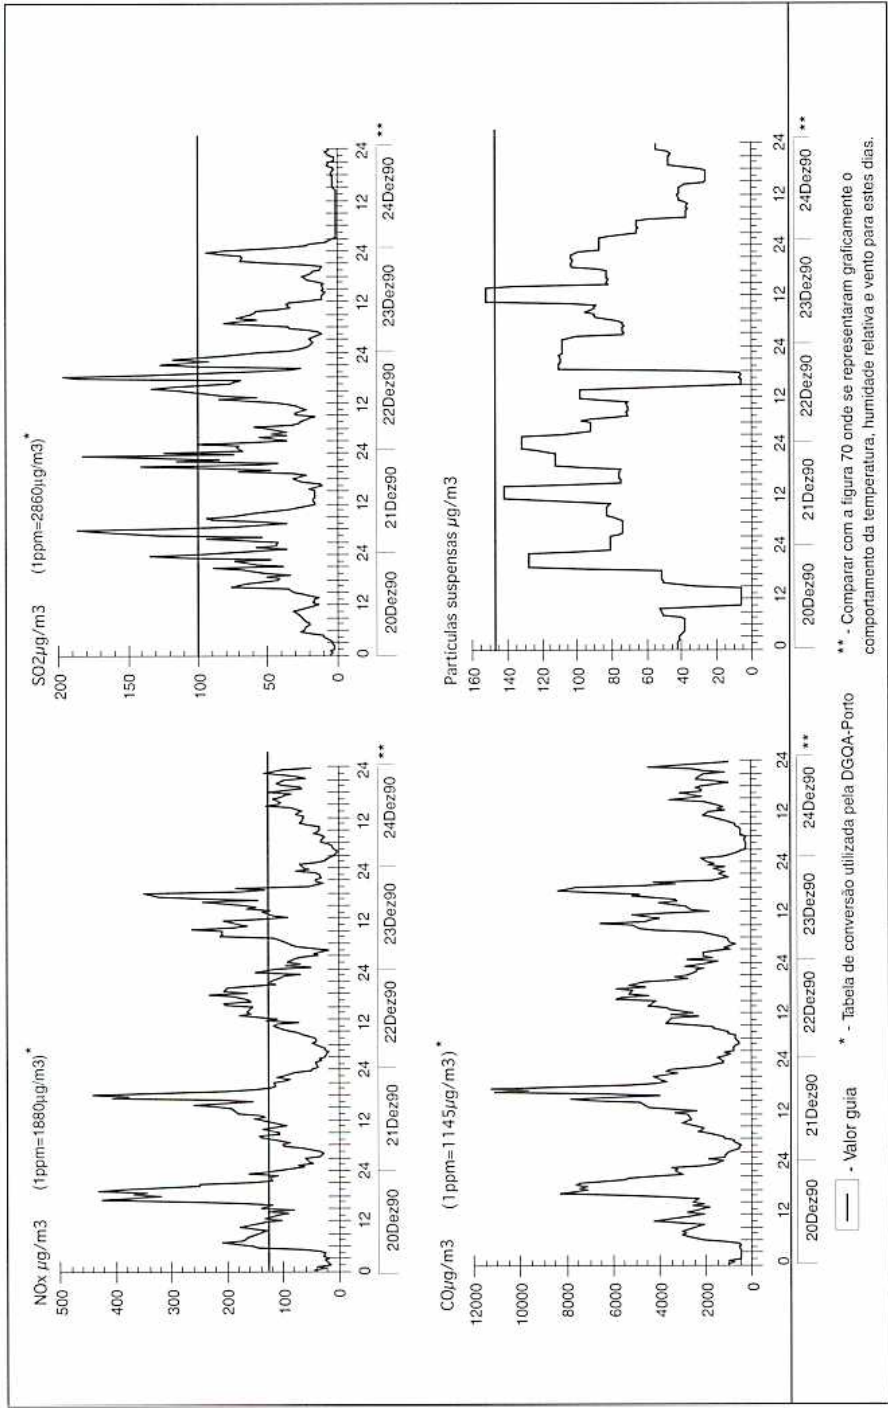 NOx µg/m3 (1ppm=1880µg/m3)*
500
400
300
200
100
0
0 12 24 12 24 12 24 12 24 12 24
20Dez90 21Dez90 22Dez90 23Dez90 24Dez90 **
SO2µg/m3 (1ppm=2860µg/m3)*
200
150
100
50
0
0 12 24 12 24 12 24 12 24 12 24
20Dez90 21Dez90 22Dez90 23Dez90 24Dez90 **
COµg/m3 (1ppm=1145µg/m3)*
12000
10000
8000
6000
4000
2000
0
0 12 24 12 24 12 24 12 24 12 24
20Dez90 21Dez90 22Dez90 23Dez90 24Dez90 **
Partículas suspensas µg/m3
160
140
120
100
80
60
40
20
0
0 12 24 12 24 12 24 12 24 12 24
20Dez90 21Dez90 22Dez90 23Dez90 24Dez90 **
- Valor guia
* - Tabela de conversão utilizada pela DGQA-Porto
** - Comparar com a figura 70 onde se representaram graficamente o
comportamento da temperatura, humidade relativa e vento para estes dias.